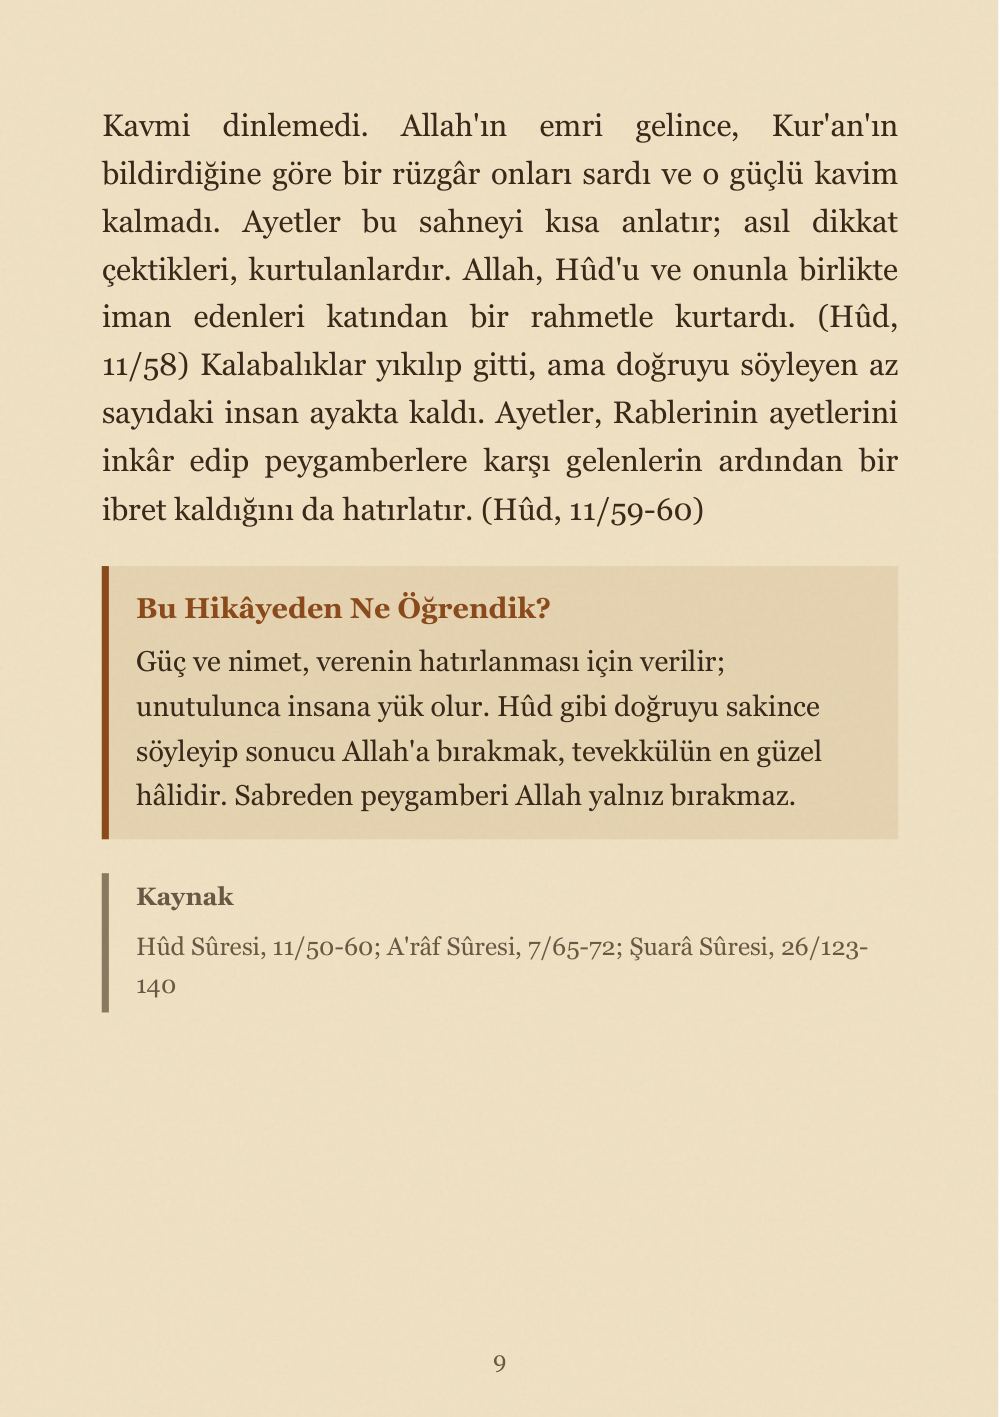 Kavmi dinlemedi. Allah'ın emri gelince, Kur'an'ın
bildirdiğine göre bir rüzgâr onları sardı ve o güçlü kavim
kalmadı. Ayetler bu sahneyi kısa anlatır; asıl dikkat
çektikleri, kurtulanlardır. Allah, Hûd'u ve onunla birlikte
iman edenleri katından bir rahmetle kurtardı. (Hûd,
11/58) Kalabalıklar yıkılıp gitti, ama doğruyu söyleyen az
sayıdaki insan ayakta kaldı. Ayetler, Rablerinin ayetlerini
inkâr edip peygamberlere karşı gelenlerin ardından bir
ibret kaldığını da hatırlatır. (Hûd, 11/59-60)
Bu Hikâyeden Ne Öğrendik?
Güç ve nimet, verenin hatırlanması için verilir;
unutulunca insana yük olur. Hûd gibi doğruyu sakince
söyleyip sonucu Allah'a bırakmak, tevekkülün en güzel
hâlidir. Sabreden peygamberi Allah yalnız bırakmaz.
Kaynak
Hûd Sûresi, 11/50-60; A'râf Sûresi, 7/65-72; Şuarâ Sûresi, 26/123-
140
9